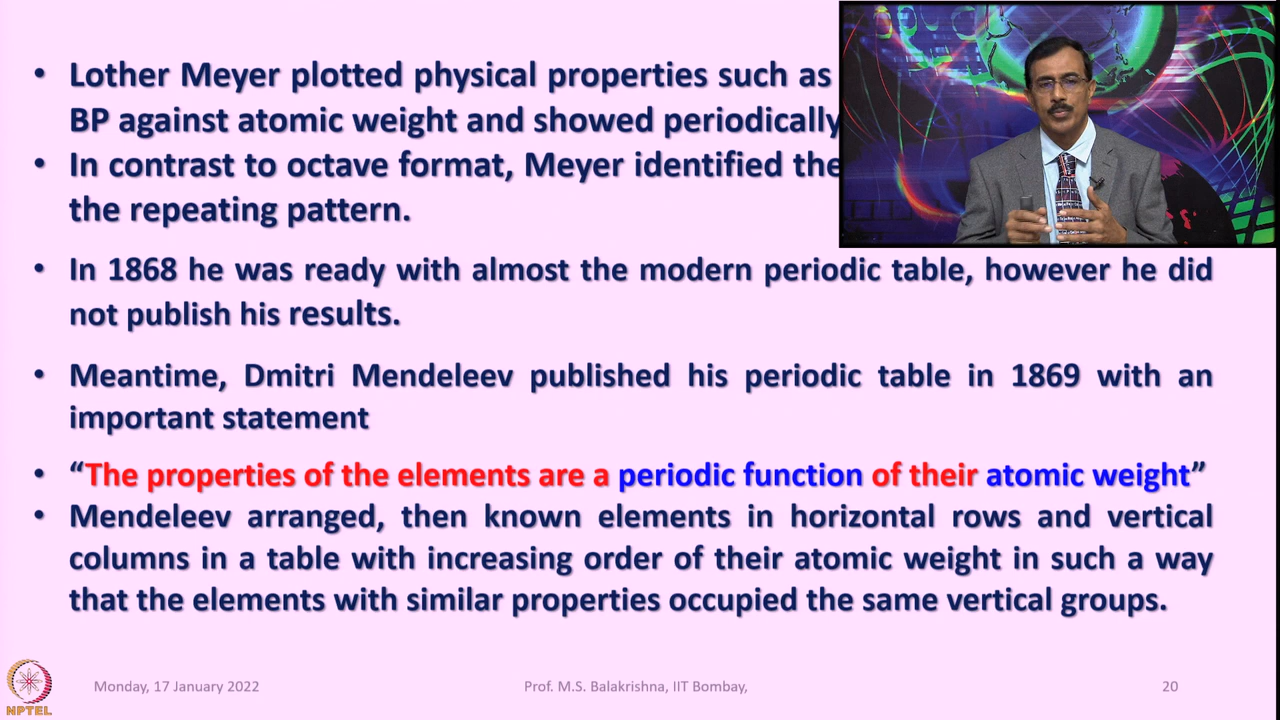 • Lother Meyer plotted physical properties such as
BP against atomic weight and showed periodically
• In contrast to octave format, Meyer identified the
the repeating pattern.
• In 1868 he was ready with almost the modern periodic table, however he did
not publish his results.
• Meantime, Dmitri Mendeleev published his periodic table in 1869 with an
important statement
• “The properties of the elements are a periodic function of their atomic weight”
• Mendeleev arranged, then known elements in horizontal rows and vertical
columns in a table with increasing order of their atomic weight in such a way
that the elements with similar properties occupied the same vertical groups.
NPTEL
Monday, 17 January 2022
Prof. M.S. Balakrishna, IIT Bombay,
20